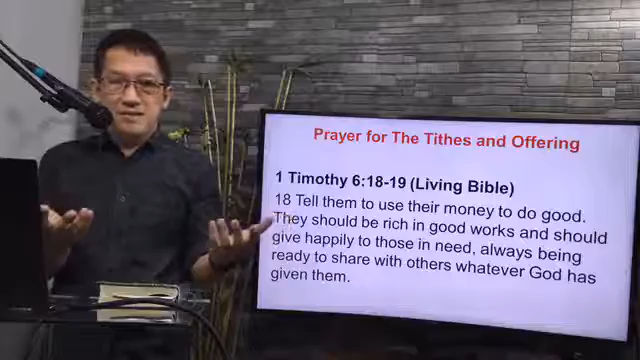 Prayer for The Tithes and Offering
1 Timothy 6:18-19 (Living Bible)
18 Tell them to use their money to do good.
They should be rich in good works and should
give happily to those in need, always being
ready to share with others whatever God has
given them.